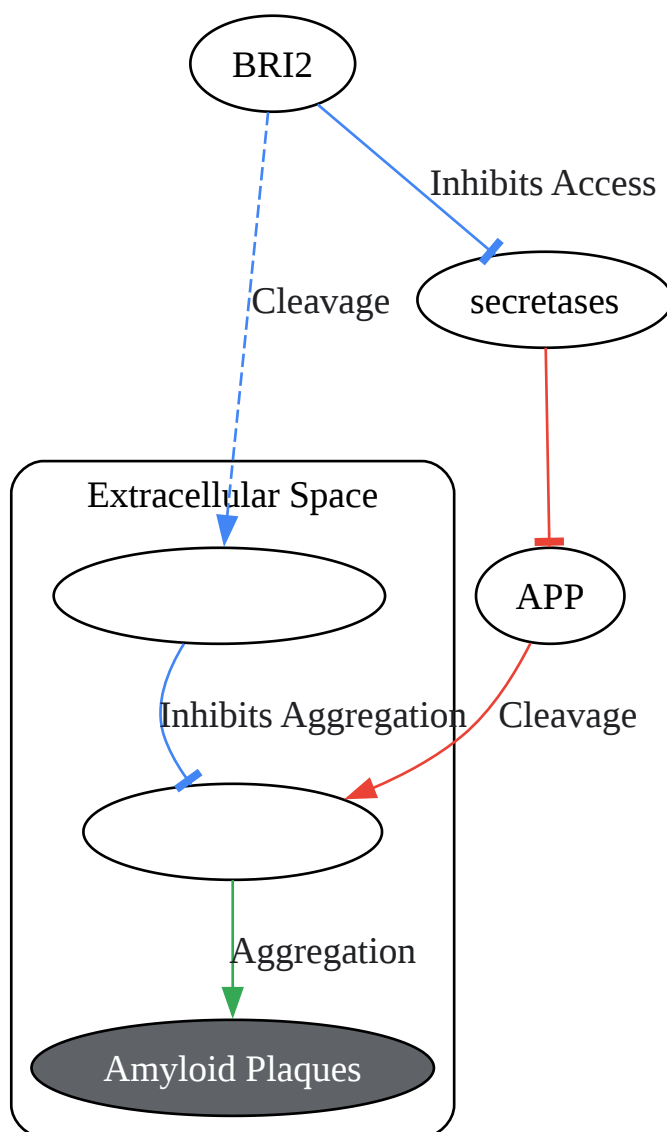 BRI2
Inhibits Access
secretases
Cleavage
Extracellular Space
APP
Inhibits Aggregation
Cleavage
Aggregation
Amyloid Plaques